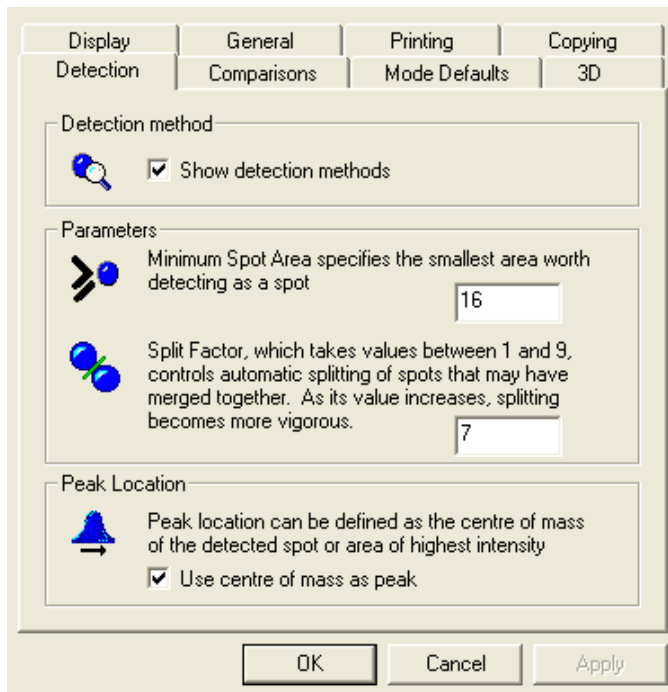 Display General Printing Copying
Detection Comparisons Mode Defaults 3D
Detection method
Show detection methods
Parameters
Minimum Spot Area specifies the smallest area worth
detecting as a spot
16
Split Factor, which takes values between 1 and 9,
controls automatic splitting of spots that may have
merged together. As its value increases, splitting
becomes more vigorous.
7
Peak Location
Peak location can be defined as the centre of mass
of the detected spot or area of highest intensity
Use centre of mass as peak
OK Cancel Apply